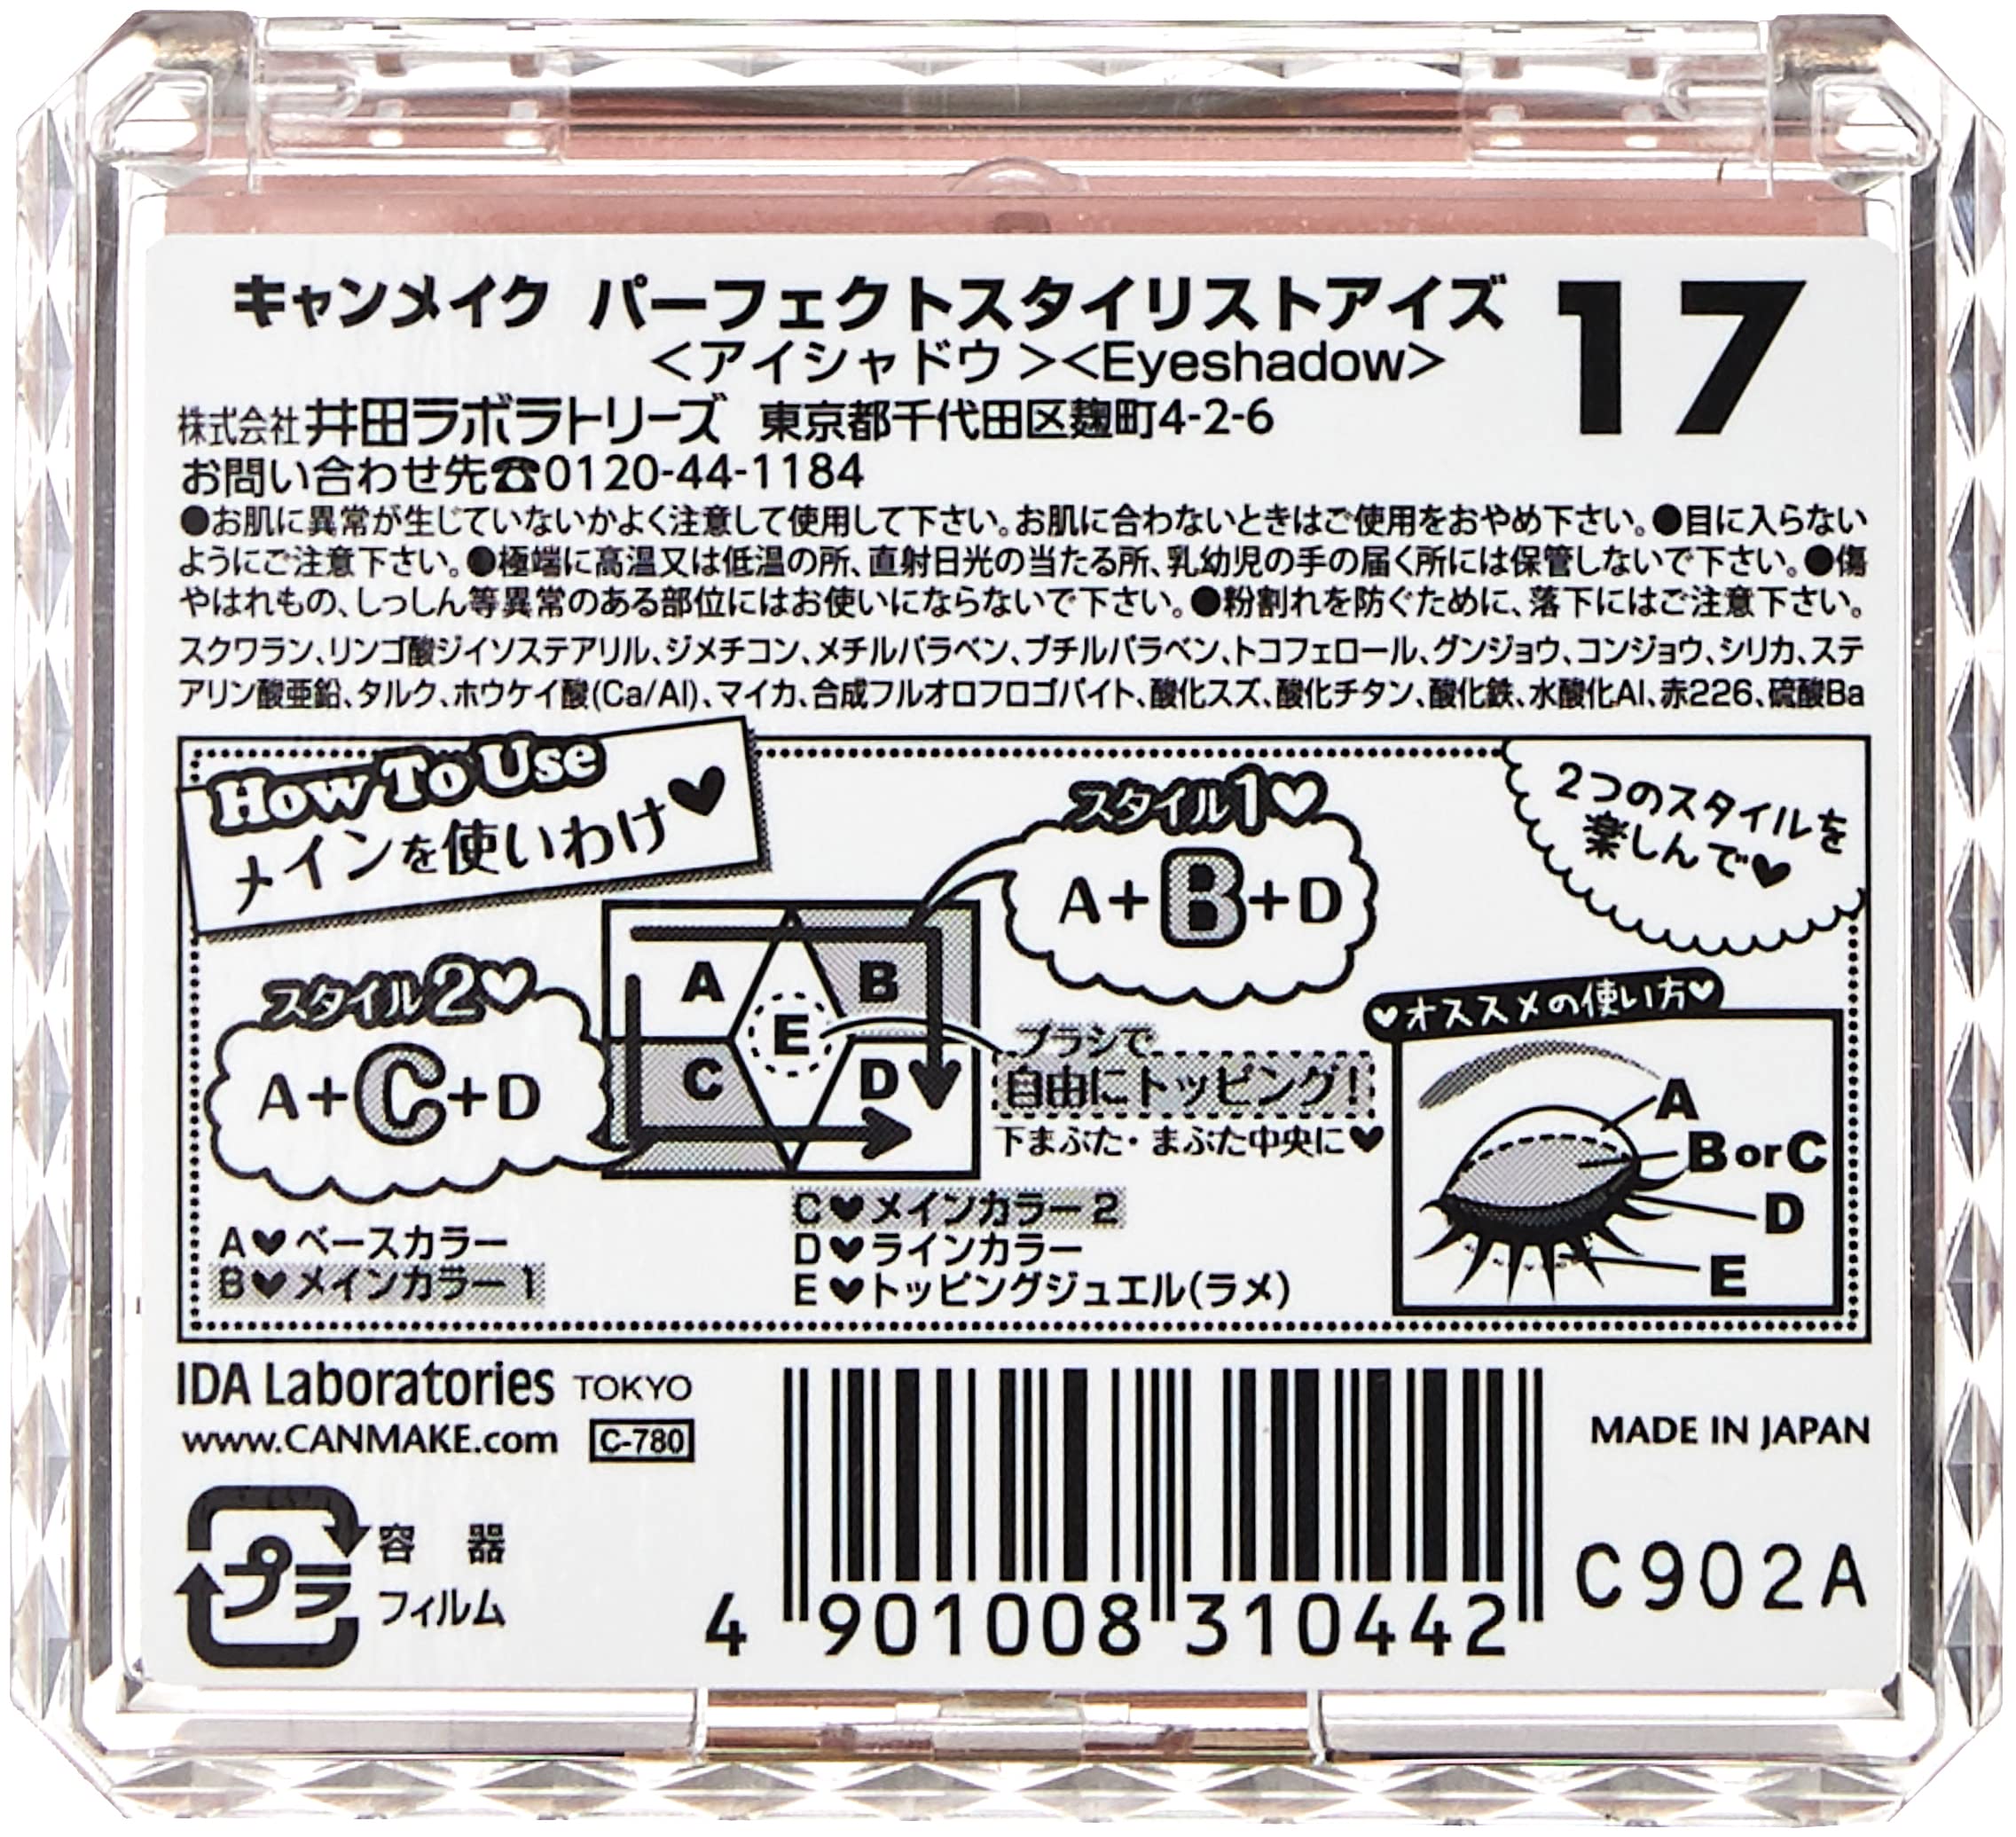 キャンメイク パーフェクトスタイリストアイズ 17
<アイシャドウ><Eyeshadow>
株式会社 井田ラボラトリーズ 東京都千代田区麹町4-2-6
お問い合わせ先☎0120-44-1184
●お肌に異常が生じていないかよく注意して使用して下さい。お肌に合わないときはご使用をおやめ下さい。●目に入らない
ようにご注意下さい。●極端に高温又は低温の所、直射日光の当たる所、乳幼児の手の届く所には保管しないで下さい。●傷
やはれもの、しっしん等異常のある部位にはお使いにならないで下さい。●粉割れを防ぐために、落下にはご注意下さい。
スクワラン、リンゴ酸ジイソステアリル、ジメチコン、メチルパラベン、ブチルパラベン、トコフェロール、グンジョウ、コンジョウ、シリカ、ステ
アリン酸亜鉛、タルク、ホウケイ酸(Ca/Al)、マイカ、合成フルオロフロゴパイト、酸化スズ、酸化チタン、酸化鉄、水酸化Al、赤226、硫酸Ba
How To Use
メインを使いわけ♥
スタイル1♡
A+B+D
2つのスタイルを
楽しんで♥
スタイル2♡
A+C+D
A
B
E
C
D
ブラシで
自由にトッピング!
下まぶた・まぶた中央に♥
♥オススメの使い方♥
A
B or C
D
E
A♥ベースカラー
B♥メインカラー1
C♥メインカラー2
D♥ラインカラー
E♥トッピングジュエル(ラメ)
IDA Laboratories TOKYO
www.CANMAKE.com C-780
MADE IN JAPAN
プラ
容 器
フィルム
4 901008 310442
C902A